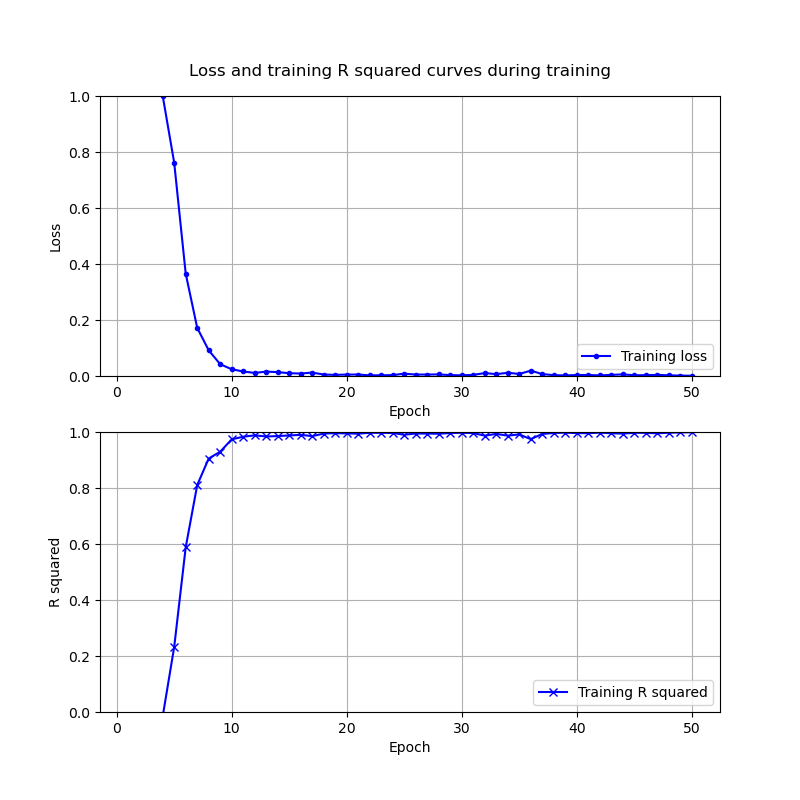 Loss and training R squared curves during training
1.0
0.8
0.6
0.4
0.2
0.0
Loss
Training loss
0 10 20 30 40 50
Epoch
1.0
0.8
0.6
0.4
0.2
0.0
R squared
Training R squared
0 10 20 30 40 50
Epoch